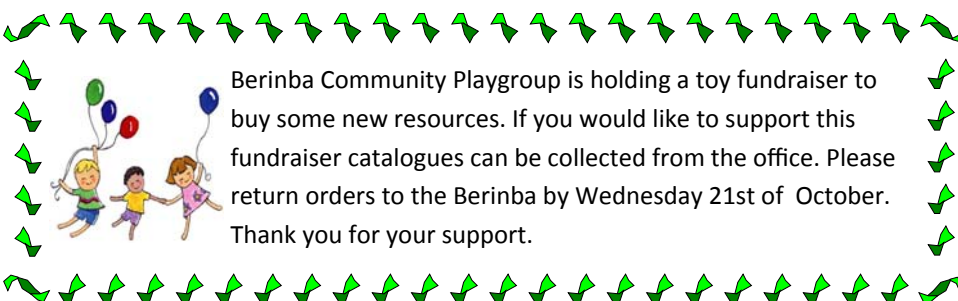 Berinba Community Playgroup is holding a toy fundraiser to
buy some new resources. If you would like to support this
fundraiser catalogues can be collected from the office. Please
return orders to the Berinba by Wednesday 21st of  October.
Thank you for your support.